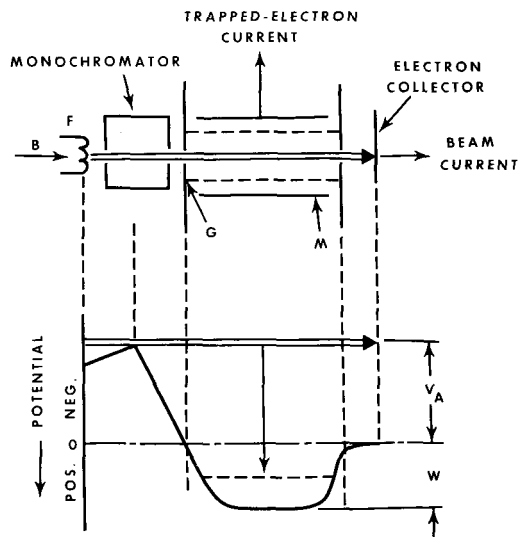 TRAPPED-ELECTRON
CURRENT
MONOCHROMATOR
ELECTRON
COLLECTOR
F
B
BEAM
CURRENT
G
M
POTENTIAL
NEG.
0
POS.
V_A
W